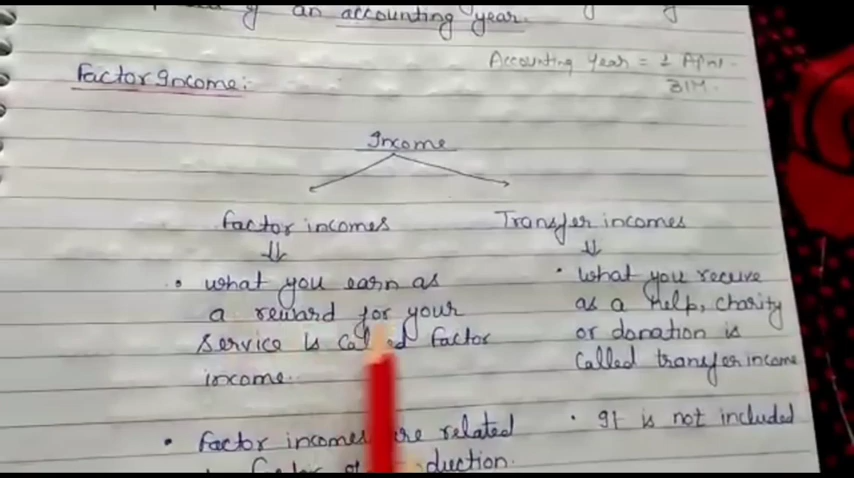 an accounting year.
Accounting year = 1 April -
31M.
Factor Income:
Income
Factor incomes
Transfer incomes
• what you earn as
a reward for your
service is called factor
income.
• what you receive
as a help, charity
or donation is
called transfer income
• Factor incomes are related
production.
• It is not included